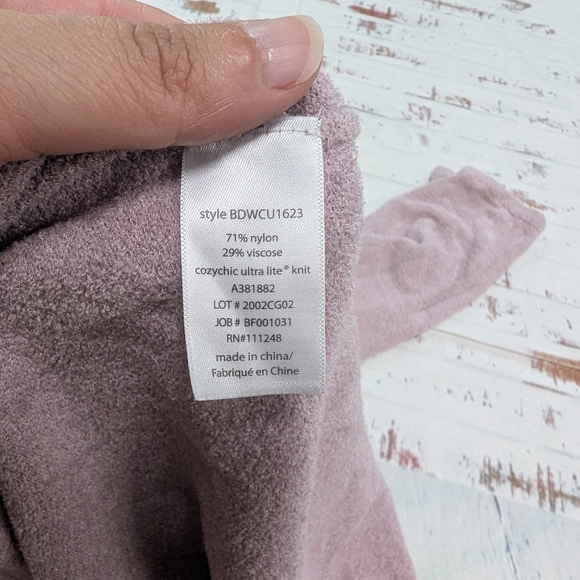 style BDWCU1623
71% nylon
29% viscose
cozychic ultra lite® knit
A381882
LOT # 2002CG02
JOB # BF001031
RN#111248
made in china/
Fabriqué en Chine